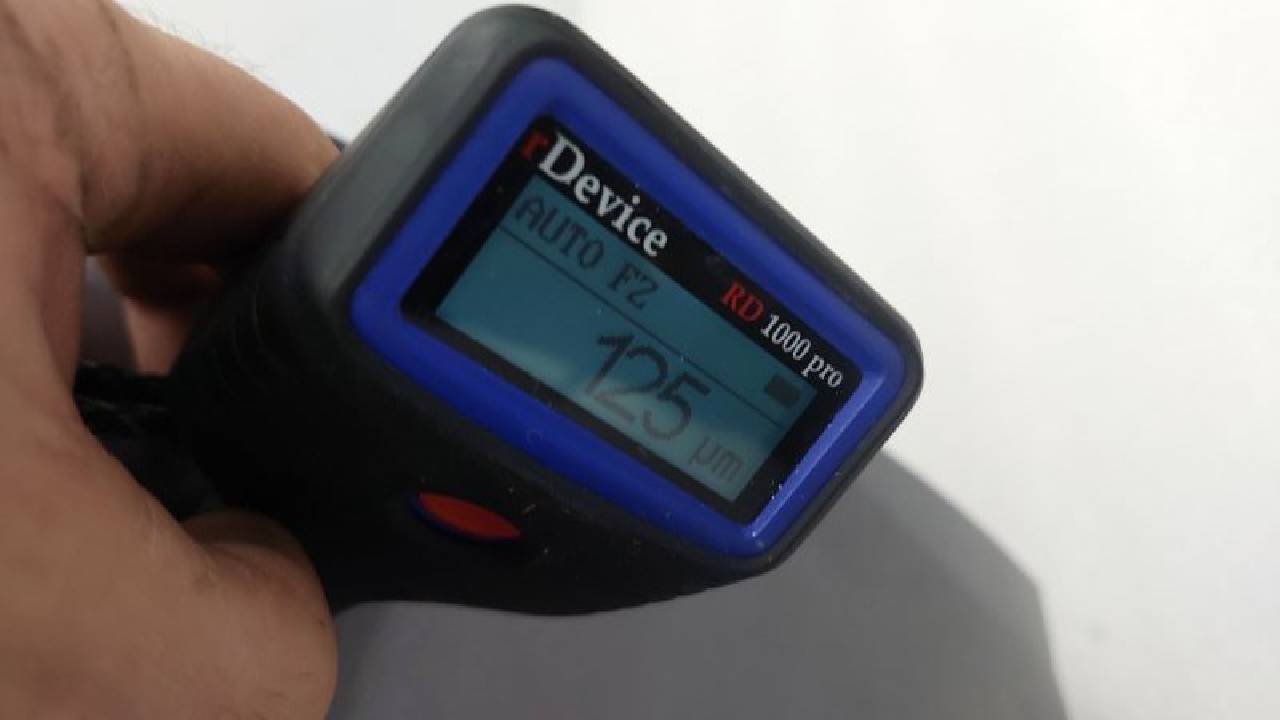 rDevice
RD 1000 pro
AUTO FZ
125 µm